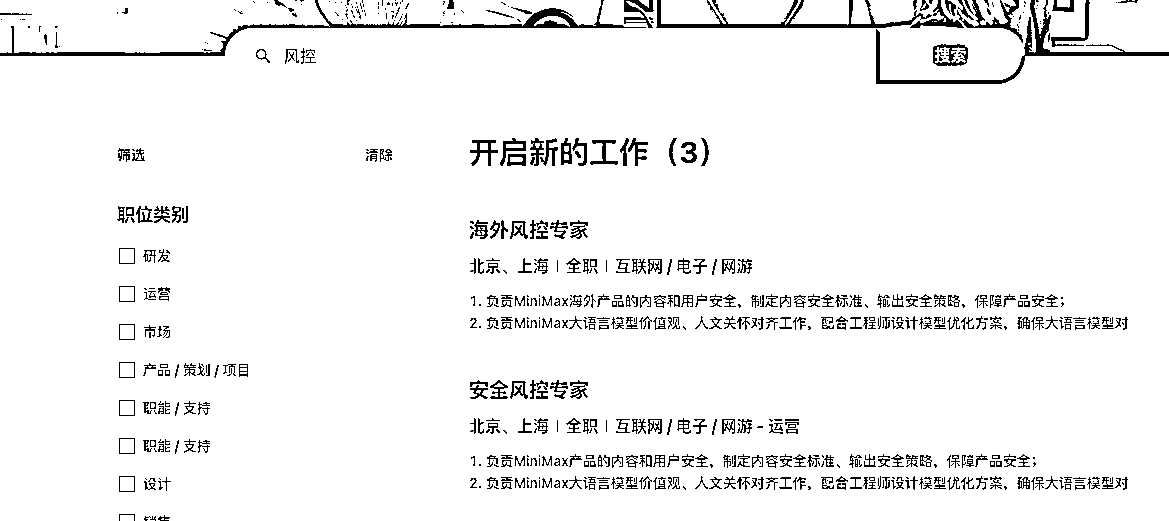 风控
搜索
筛选
清除
职位类别
研发
运营
市场
产品 / 策划 / 项目
职能 / 支持
职能 / 支持
设计
销售
开启新的工作（3）
海外风控专家
北京、上海 | 全职 | 互联网 / 电子 / 网游
1. 负责MiniMax海外产品的内容和用户安全，制定内容安全标准、输出安全策略，保障产品安全；
2. 负责MiniMax大语言模型价值观、人文关怀对齐工作，配合工程师设计模型优化方案，确保大语言模型对
安全风控专家
北京、上海 | 全职 | 互联网 / 电子 / 网游 - 运营
1. 负责MiniMax产品的内容和用户安全，制定内容安全标准、输出安全策略，保障产品安全；
2. 负责MiniMax大语言模型价值观、人文关怀对齐工作，配合工程师设计模型优化方案，确保大语言模型对